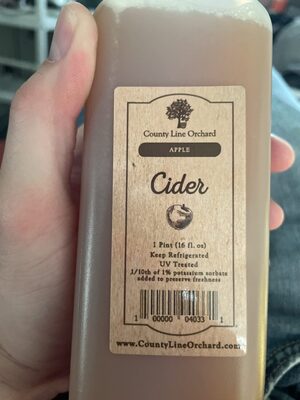 County Line Orchard
APPLE
Cider
1 Pint (16 fl. oz)
Keep Refrigerated
UV Treated
1/10th of 1% potassium sorbate
added to preserve freshness
1 00000 04033 1
www.CountyLineOrchard.com